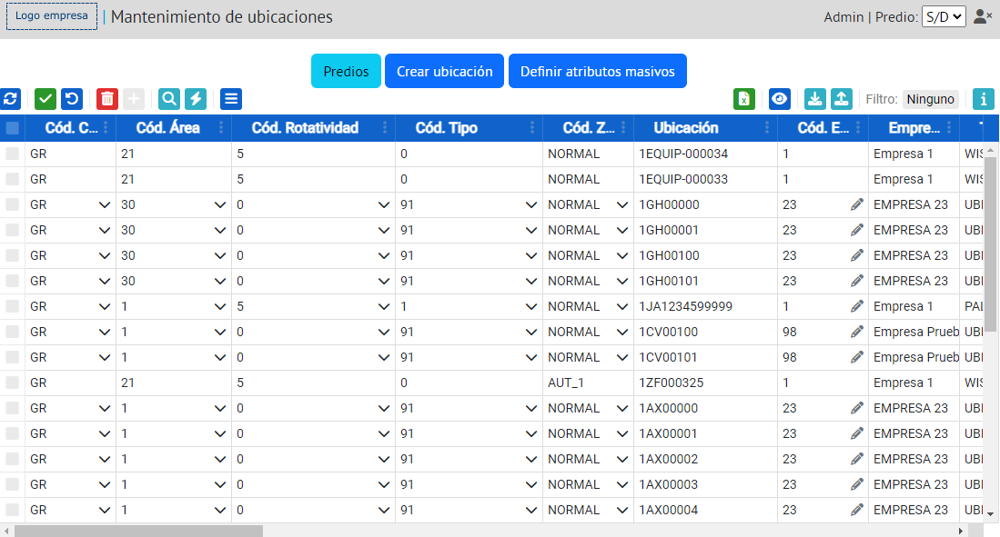 Logo empresa | Mantenimiento de ubicaciones Admin | Predio: S/D
Predios Crear ubicación Definir atributos masivos
Filtro: Ninguno
Cód. C... Cód. Área Cód. Rotatividad Cód. Tipo Cód. Z... Ubicación Cód. E... Empre...
GR 21 5 0 NORMAL 1EQUIP-000034 1 Empresa 1 WIS
GR 21 5 0 NORMAL 1EQUIP-000033 1 Empresa 1 WIS
GR 30 0 91 NORMAL 1GH00000 23 EMPRESA 23 UBI
GR 30 0 91 NORMAL 1GH00001 23 EMPRESA 23 UBI
GR 30 0 91 NORMAL 1GH00100 23 EMPRESA 23 UBI
GR 30 0 91 NORMAL 1GH00101 23 EMPRESA 23 UBI
GR 1 5 1 NORMAL 1JA1234599999 1 Empresa 1 PAL
GR 1 0 91 NORMAL 1CV00100 98 Empresa Prueb UBI
GR 1 0 91 NORMAL 1CV00101 98 Empresa Prueb UBI
GR 21 5 0 AUT_1 1ZF000325 1 Empresa 1 WIS
GR 1 0 91 NORMAL 1AX00000 23 EMPRESA 23 UBI
GR 1 0 91 NORMAL 1AX00001 23 EMPRESA 23 UBI
GR 1 0 91 NORMAL 1AX00002 23 EMPRESA 23 UBI
GR 1 0 91 NORMAL 1AX00003 23 EMPRESA 23 UBI
GR 1 0 91 NORMAL 1AX00004 23 EMPRESA 23 UBI